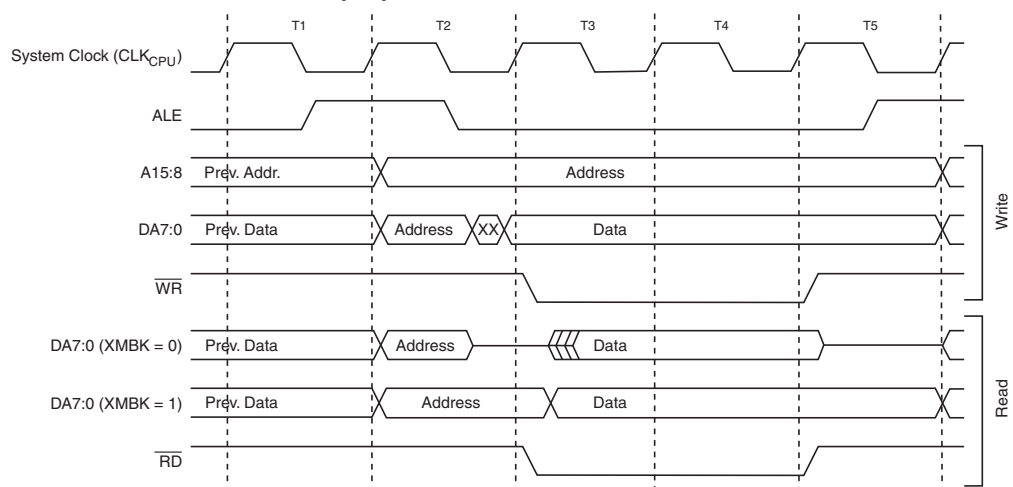 T1 T2 T3 T4 T5
System Clock (CLKCPU)
ALE
A15:8 Prev. Addr. Address
DA7:0 Prev. Data Address XX Data
WR
Write
DA7:0 (XMBK = 0) Prev. Data Address Data
DA7:0 (XMBK = 1) Prev. Data Address Data
RD
Read